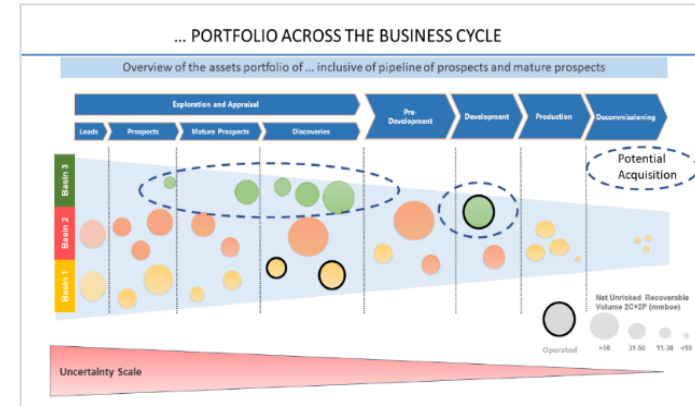 ... PORTFOLIO ACROSS THE BUSINESS CYCLE
Overview of the assets portfolio of ... inclusive of pipeline of prospects and mature prospects
Exploration and Appraisal
Pre-
Development
Development
Production
Decommissioning
Leads
Prospects
Mature Prospects
Discoveries
Basin 3
Potential
Acquisition
Basin 2
Basin 1
Net Unrisked Recoverable
Volume 2C+2P (mmboe)
Operated
>50
31-50
11-30
<10
Uncertainty Scale